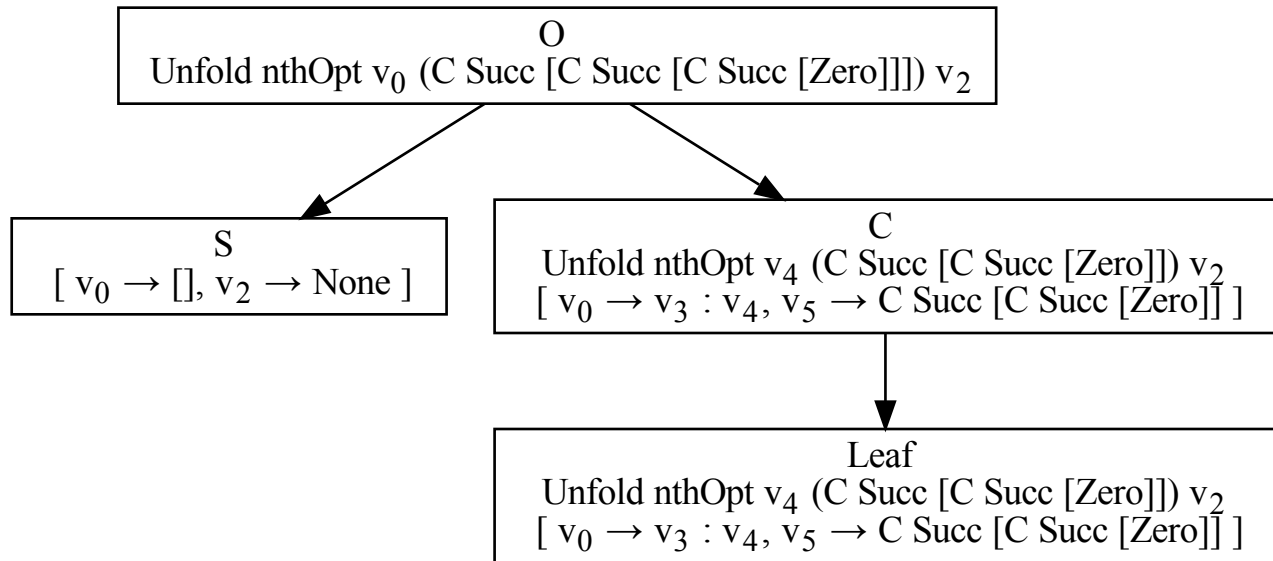 O
Unfold nthOpt v₀ (C Succ [C Succ [C Succ [Zero]]]) v₂
S
[ v₀ → [], v₂ → None ]
C
Unfold nthOpt v₄ (C Succ [C Succ [Zero]]) v₂
[ v₀ → v₃ : v₄, v₅ → C Succ [C Succ [Zero]] ]
Leaf
Unfold nthOpt v₄ (C Succ [C Succ [Zero]]) v₂
[ v₀ → v₃ : v₄, v₅ → C Succ [C Succ [Zero]] ]